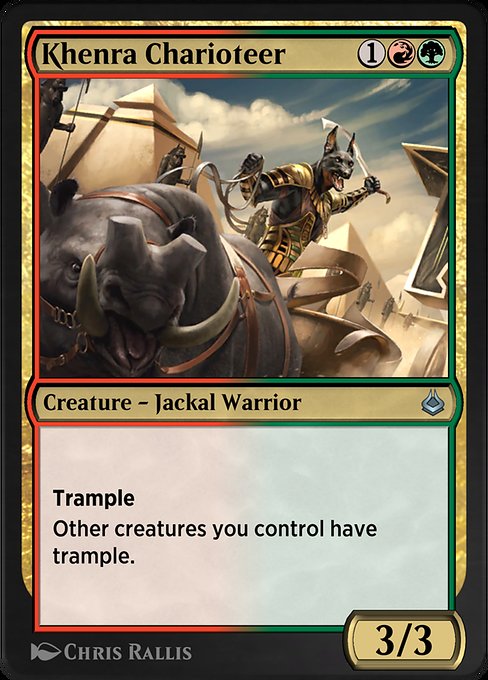 Khenra Charioteer 1
Creature – Jackal Warrior
Trample
Other creatures you control have
trample.
3/3
CHRIS RALLIS